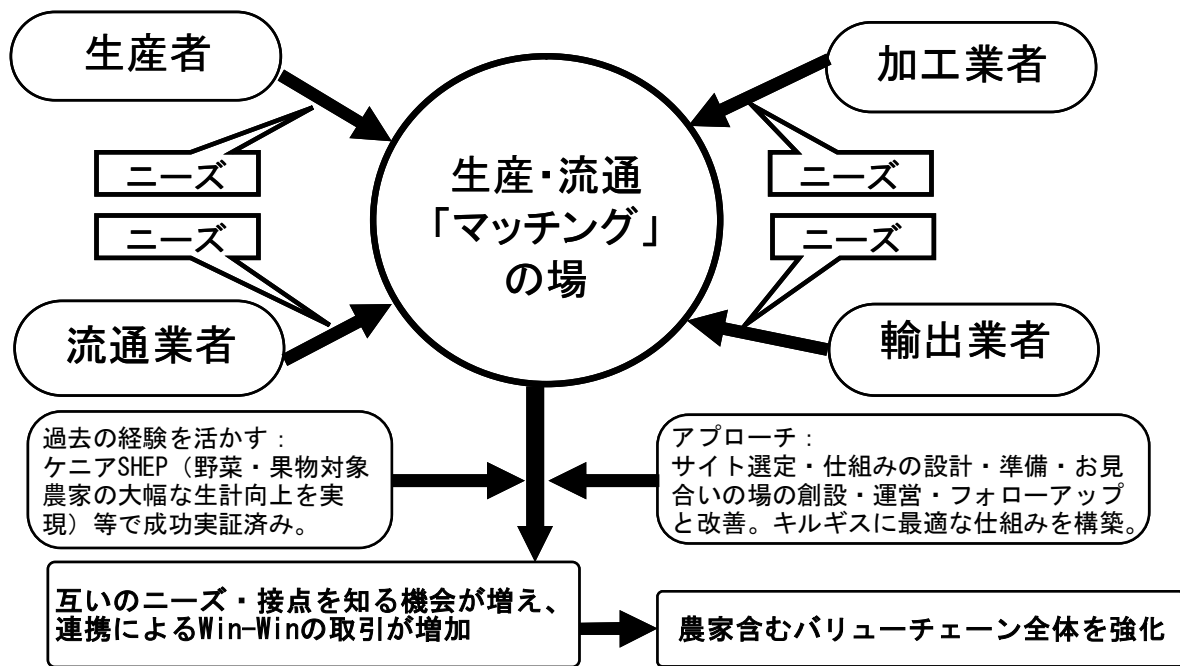 生産者
加工業者
ニーズ
ニーズ
生産・流通
「マッチング」
の場
ニーズ
ニーズ
流通業者
輸出業者
過去の経験を活かす：
ケニアSHEP（野菜・果物対象
農家の大幅な生計向上を実
現）等で成功実証済み。
アプローチ：
サイト選定・仕組みの設計・準備・お見
合いの場の創設・運営・フォローアップ
と改善。キルギスに最適な仕組みを構築。
互いのニーズ・接点を知る機会が増え、
連携によるWin-Winの取引が増加
農家含むバリューチェーン全体を強化